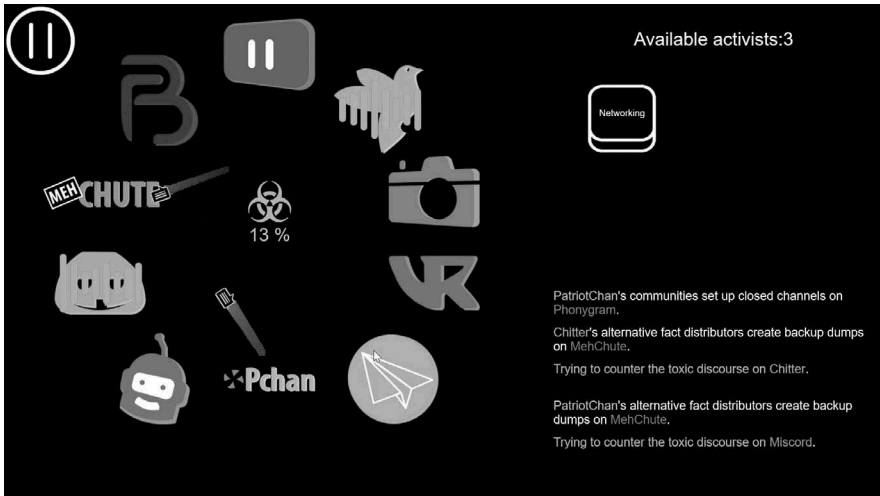 Available activists:3
Networking
MEH CHUTE
13 %
VK
Pchan
PatriotChan's communities set up closed channels on
Phonygram.
Chitter's alternative fact distributors create backup dumps
on MehChute.
Trying to counter the toxic discourse on Chitter.
PatriotChan's alternative fact distributors create backup
dumps on MehChute.
Trying to counter the toxic discourse on Miscord.